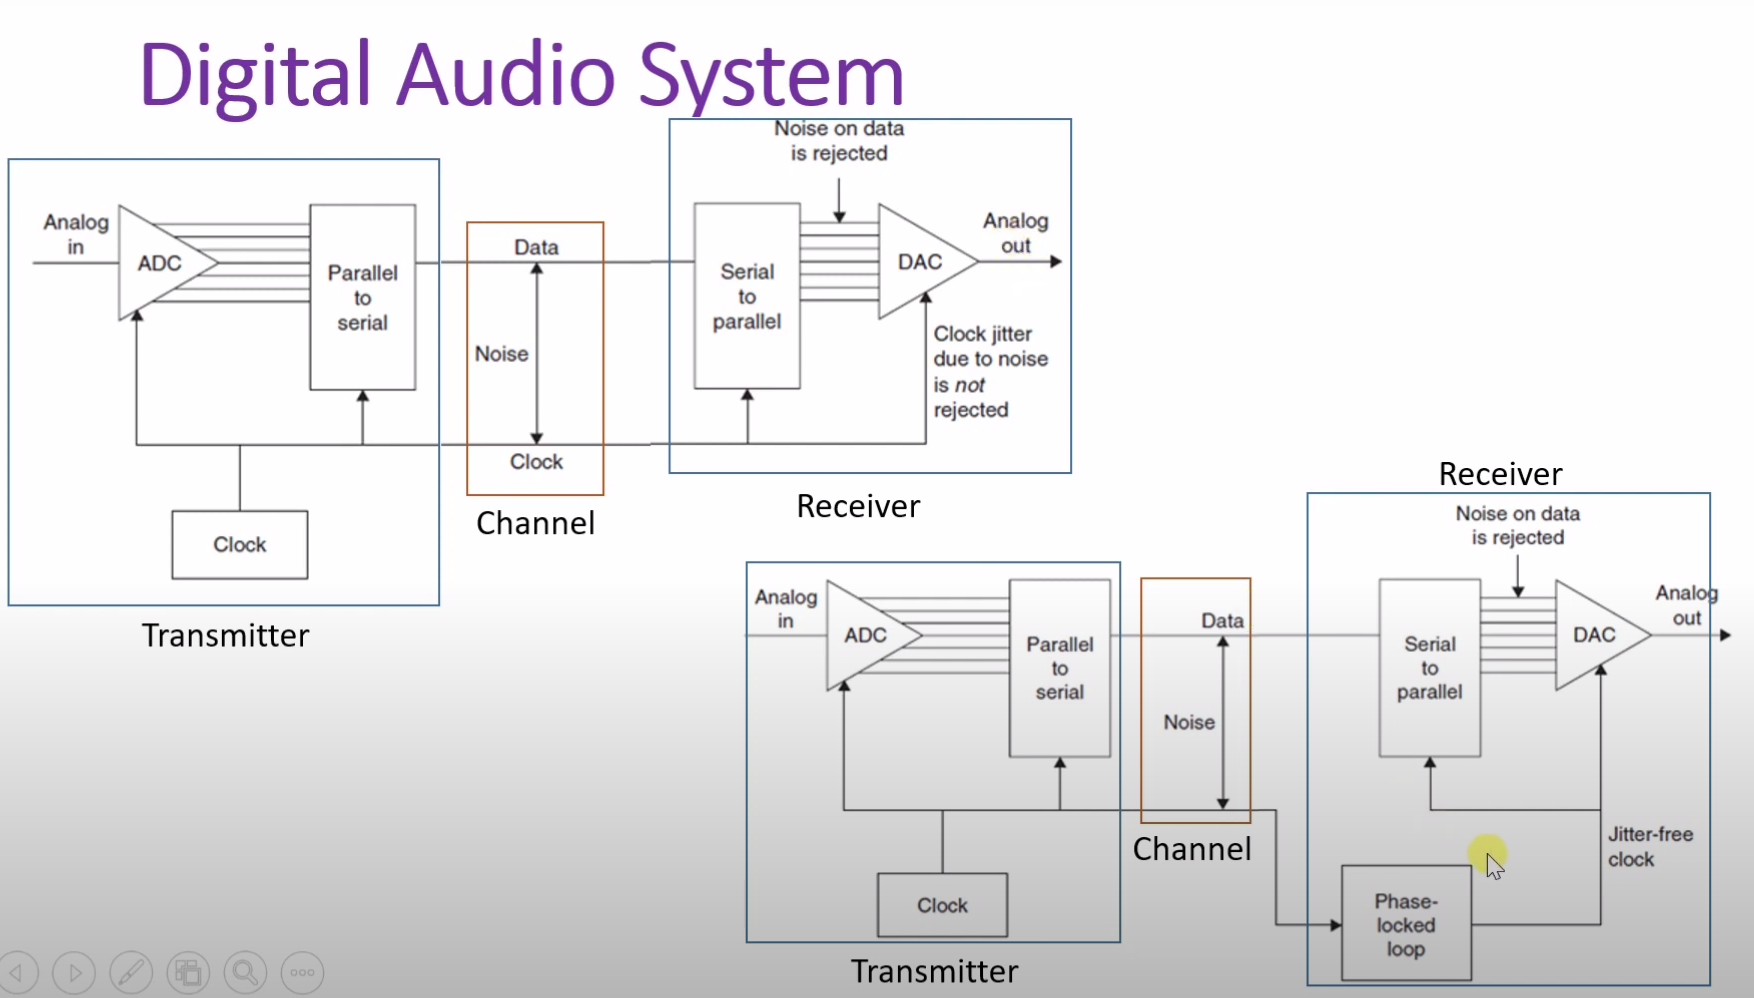 Digital Audio System
Analog
in
ADC
Parallel
to
serial
Clock
Transmitter
Data
Noise
Clock
Channel
Noise on data
is rejected
Serial
to
parallel
DAC
Analog
out
Clock jitter
due to noise
is not
rejected
Receiver
Analog
in
ADC
Parallel
to
serial
Clock
Transmitter
Data
Noise
Channel
Receiver
Noise on data
is rejected
Serial
to
parallel
DAC
Analog
out
Jitter-free
clock
Phase-
locked
loop